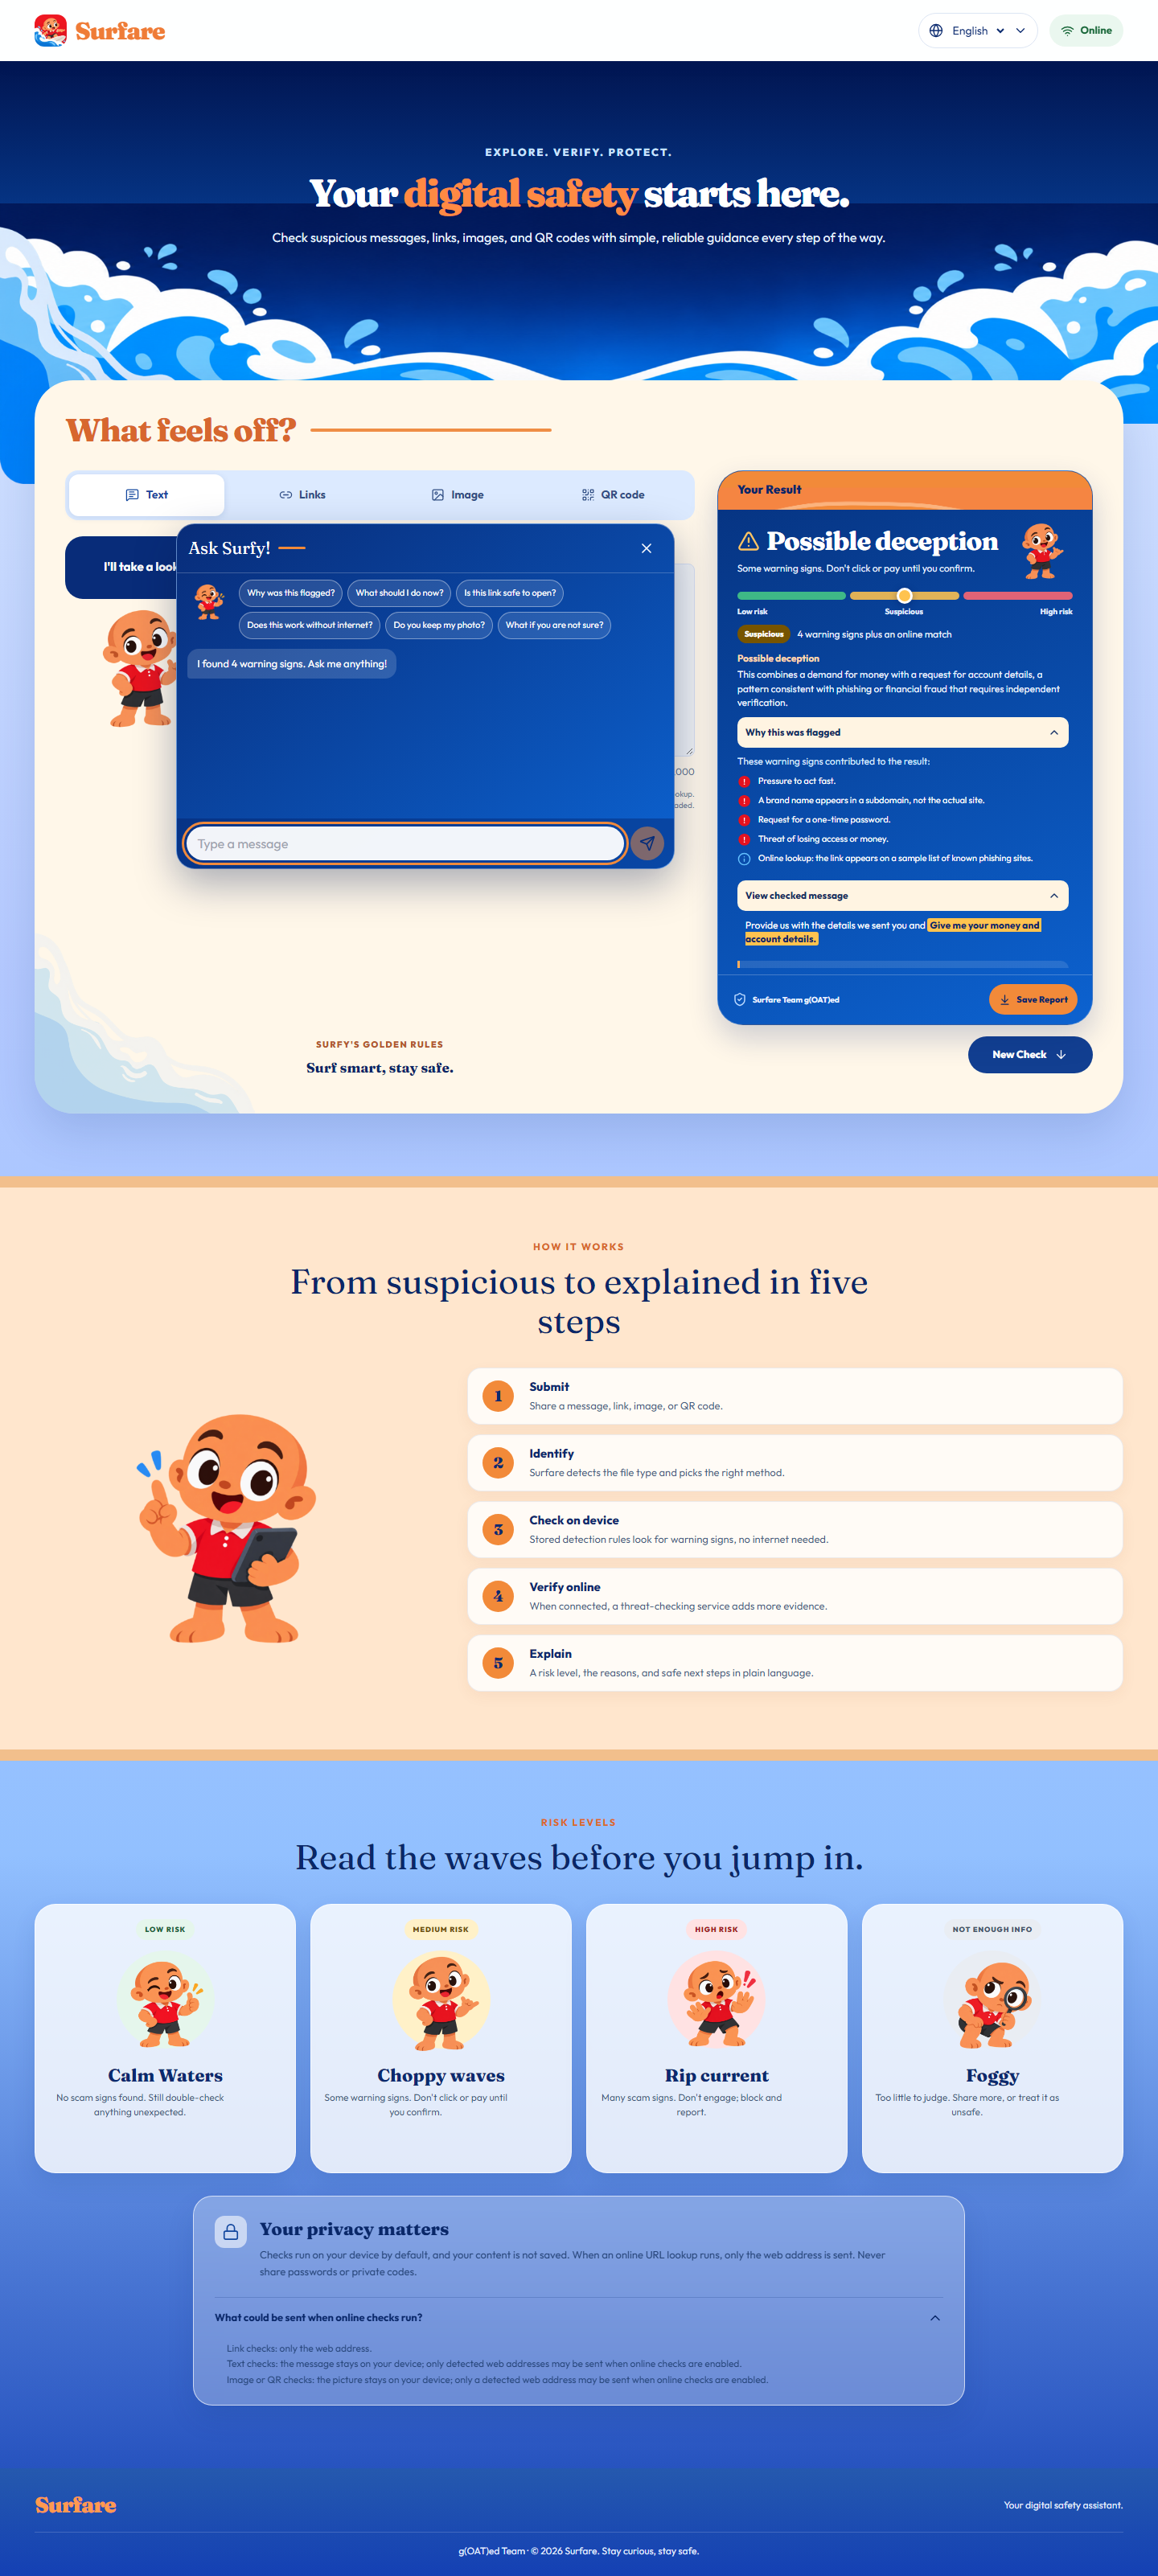 Surfare
English
Online
EXPLORE. VERIFY. PROTECT.
Your digital safety starts here.
Check suspicious messages, links, images, and QR codes with simple, reliable guidance every step of the way.
What feels off?
Text
Links
Image
QR code
I'll take a look
Ask Surfy!
Why was this flagged?
What should I do now?
Is this link safe to open?
Does this work without internet?
Do you keep my photo?
What if you are not sure?
I found 4 warning signs. Ask me anything!
Type a message
000
okup.
aded.
SURFY'S GOLDEN RULES
Surf smart, stay safe.
Your Result
Possible deception
Some warning signs. Don't click or pay until you confirm.
Low risk
Suspicious
High risk
Suspicious
4 warning signs plus an online match
Possible deception
This combines a demand for money with a request for account details, a
pattern consistent with phishing or financial fraud that requires independent
verification.
Why this was flagged
These warning signs contributed to the result:
Pressure to act fast.
A brand name appears in a subdomain, not the actual site.
Request for a one-time password.
Threat of losing access or money.
Online lookup: the link appears on a sample list of known phishing sites.
View checked message
Provide us with the details we sent you and Give me your money and
account details.
Surfare Team g(OAT)ed
Save Report
New Check
HOW IT WORKS
From suspicious to explained in five
steps
1
Submit
Share a message, link, image, or QR code.
2
Identify
Surfare detects the file type and picks the right method.
3
Check on device
Stored detection rules look for warning signs, no internet needed.
4
Verify online
When connected, a threat-checking service adds more evidence.
5
Explain
A risk level, the reasons, and safe next steps in plain language.
RISK LEVELS
Read the waves before you jump in.
LOW RISK
Calm Waters
No scam signs found. Still double-check
anything unexpected.
MEDIUM RISK
Choppy waves
Some warning signs. Don't click or pay until
you confirm.
HIGH RISK
Rip current
Many scam signs. Don't engage; block and
report.
NOT ENOUGH INFO
Foggy
Too little to judge. Share more, or treat it as
unsafe.
Your privacy matters
Checks run on your device by default, and your content is not saved. When an online URL lookup runs, only the web address is sent. Never
share passwords or private codes.
What could be sent when online checks run?
Link checks: only the web address.
Text checks: the message stays on your device; only detected web addresses may be sent when online checks are enabled.
Image or QR checks: the picture stays on your device; only a detected web address may be sent when online checks are enabled.
Surfare
Your digital safety assistant.
g(OAT)ed Team · © 2026 Surfare. Stay curious, stay safe.